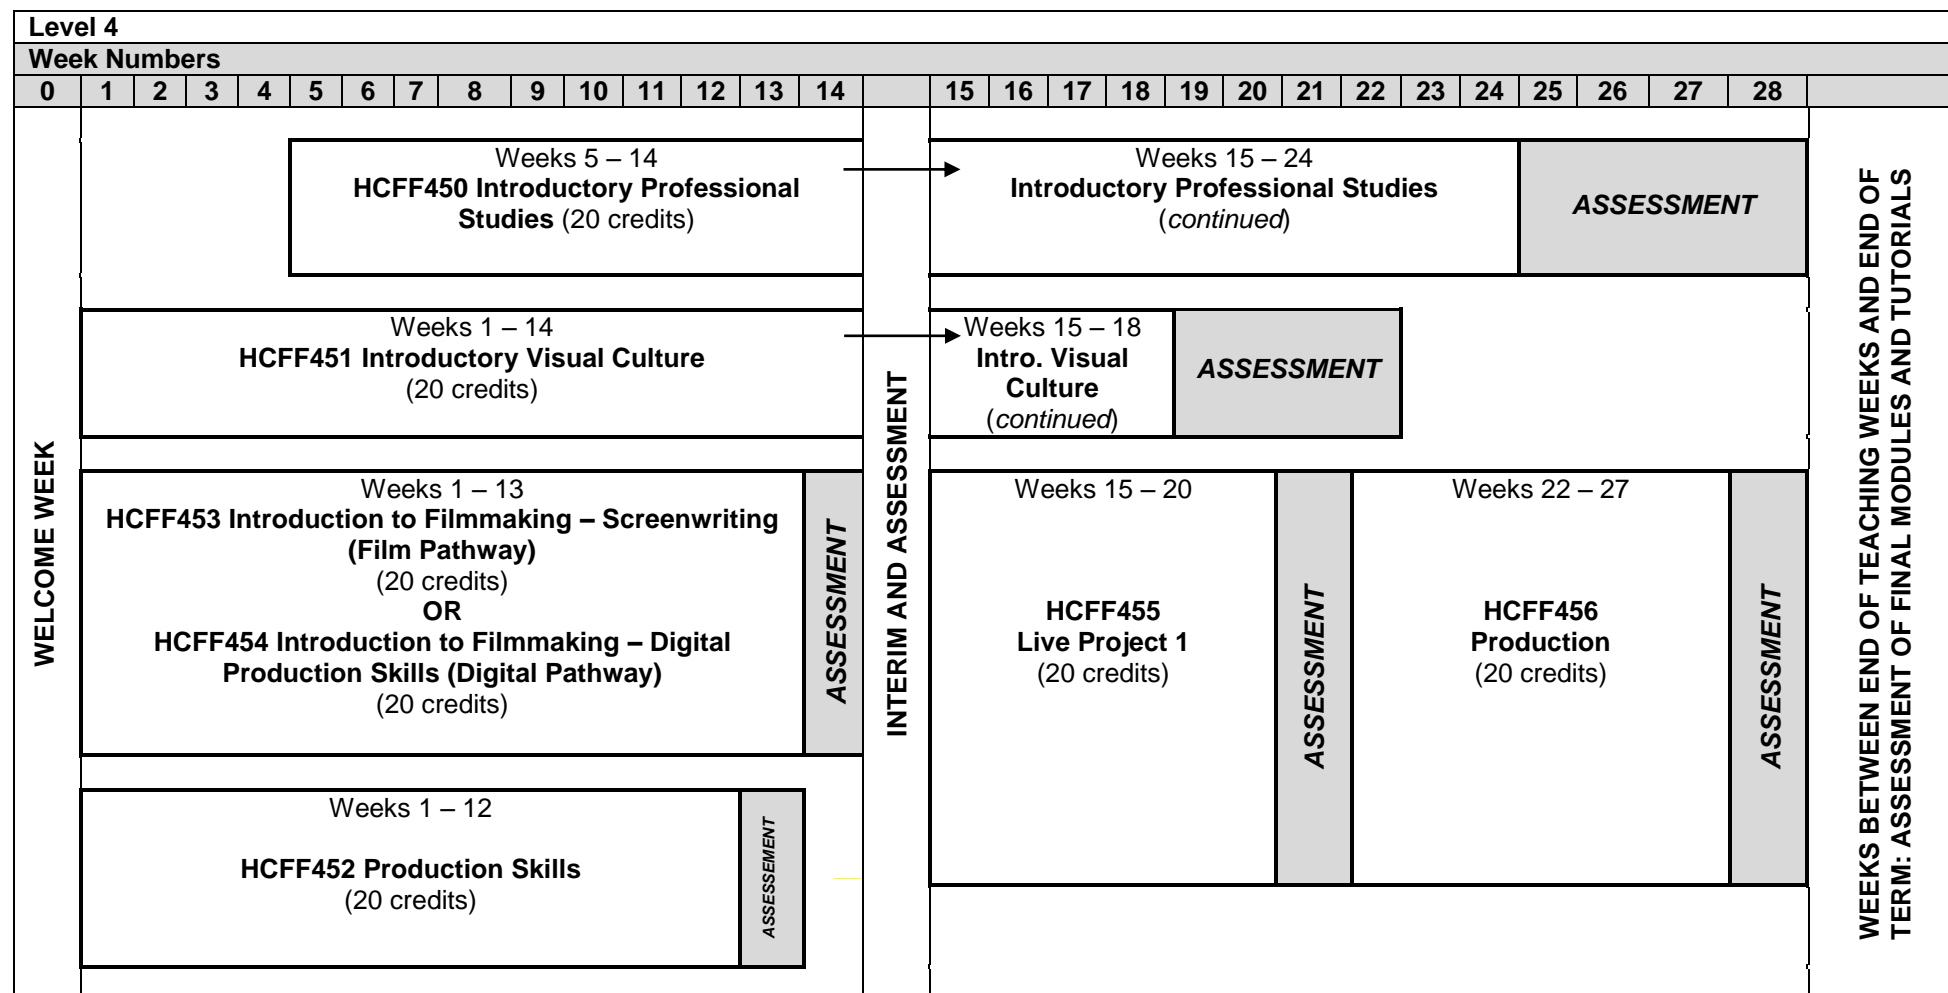 Level 4
Week Numbers
0 1 2 3 4 5 6 7 8 9 10 11 12 13 14 15 16 17 18 19 20 21 22 23 24 25 26 27 28
WELCOME WEEK
Weeks 5 – 14
HCFF450 Introductory Professional
Studies (20 credits)
Weeks 1 – 14
HCFF451 Introductory Visual Culture
(20 credits)
Weeks 1 – 13
HCFF453 Introduction to Filmmaking – Screenwriting
(Film Pathway)
(20 credits)
OR
HCFF454 Introduction to Filmmaking – Digital
Production Skills (Digital Pathway)
(20 credits)
ASSESSMENT
Weeks 1 – 12
HCFF452 Production Skills
(20 credits)
ASSESSEMENT
INTERIM AND ASSESSMENT
Weeks 15 – 24
Introductory Professional Studies
(continued)
ASSESSMENT
Weeks 15 – 18
Intro. Visual
Culture
(continued)
ASSESSMENT
Weeks 15 – 20
HCFF455
Live Project 1
(20 credits)
ASSESSMENT
Weeks 22 – 27
HCFF456
Production
(20 credits)
ASSESSMENT
WEEKS BETWEEN END OF TEACHING WEEKS AND END OF
TERM: ASSESSMENT OF FINAL MODULES AND TUTORIALS